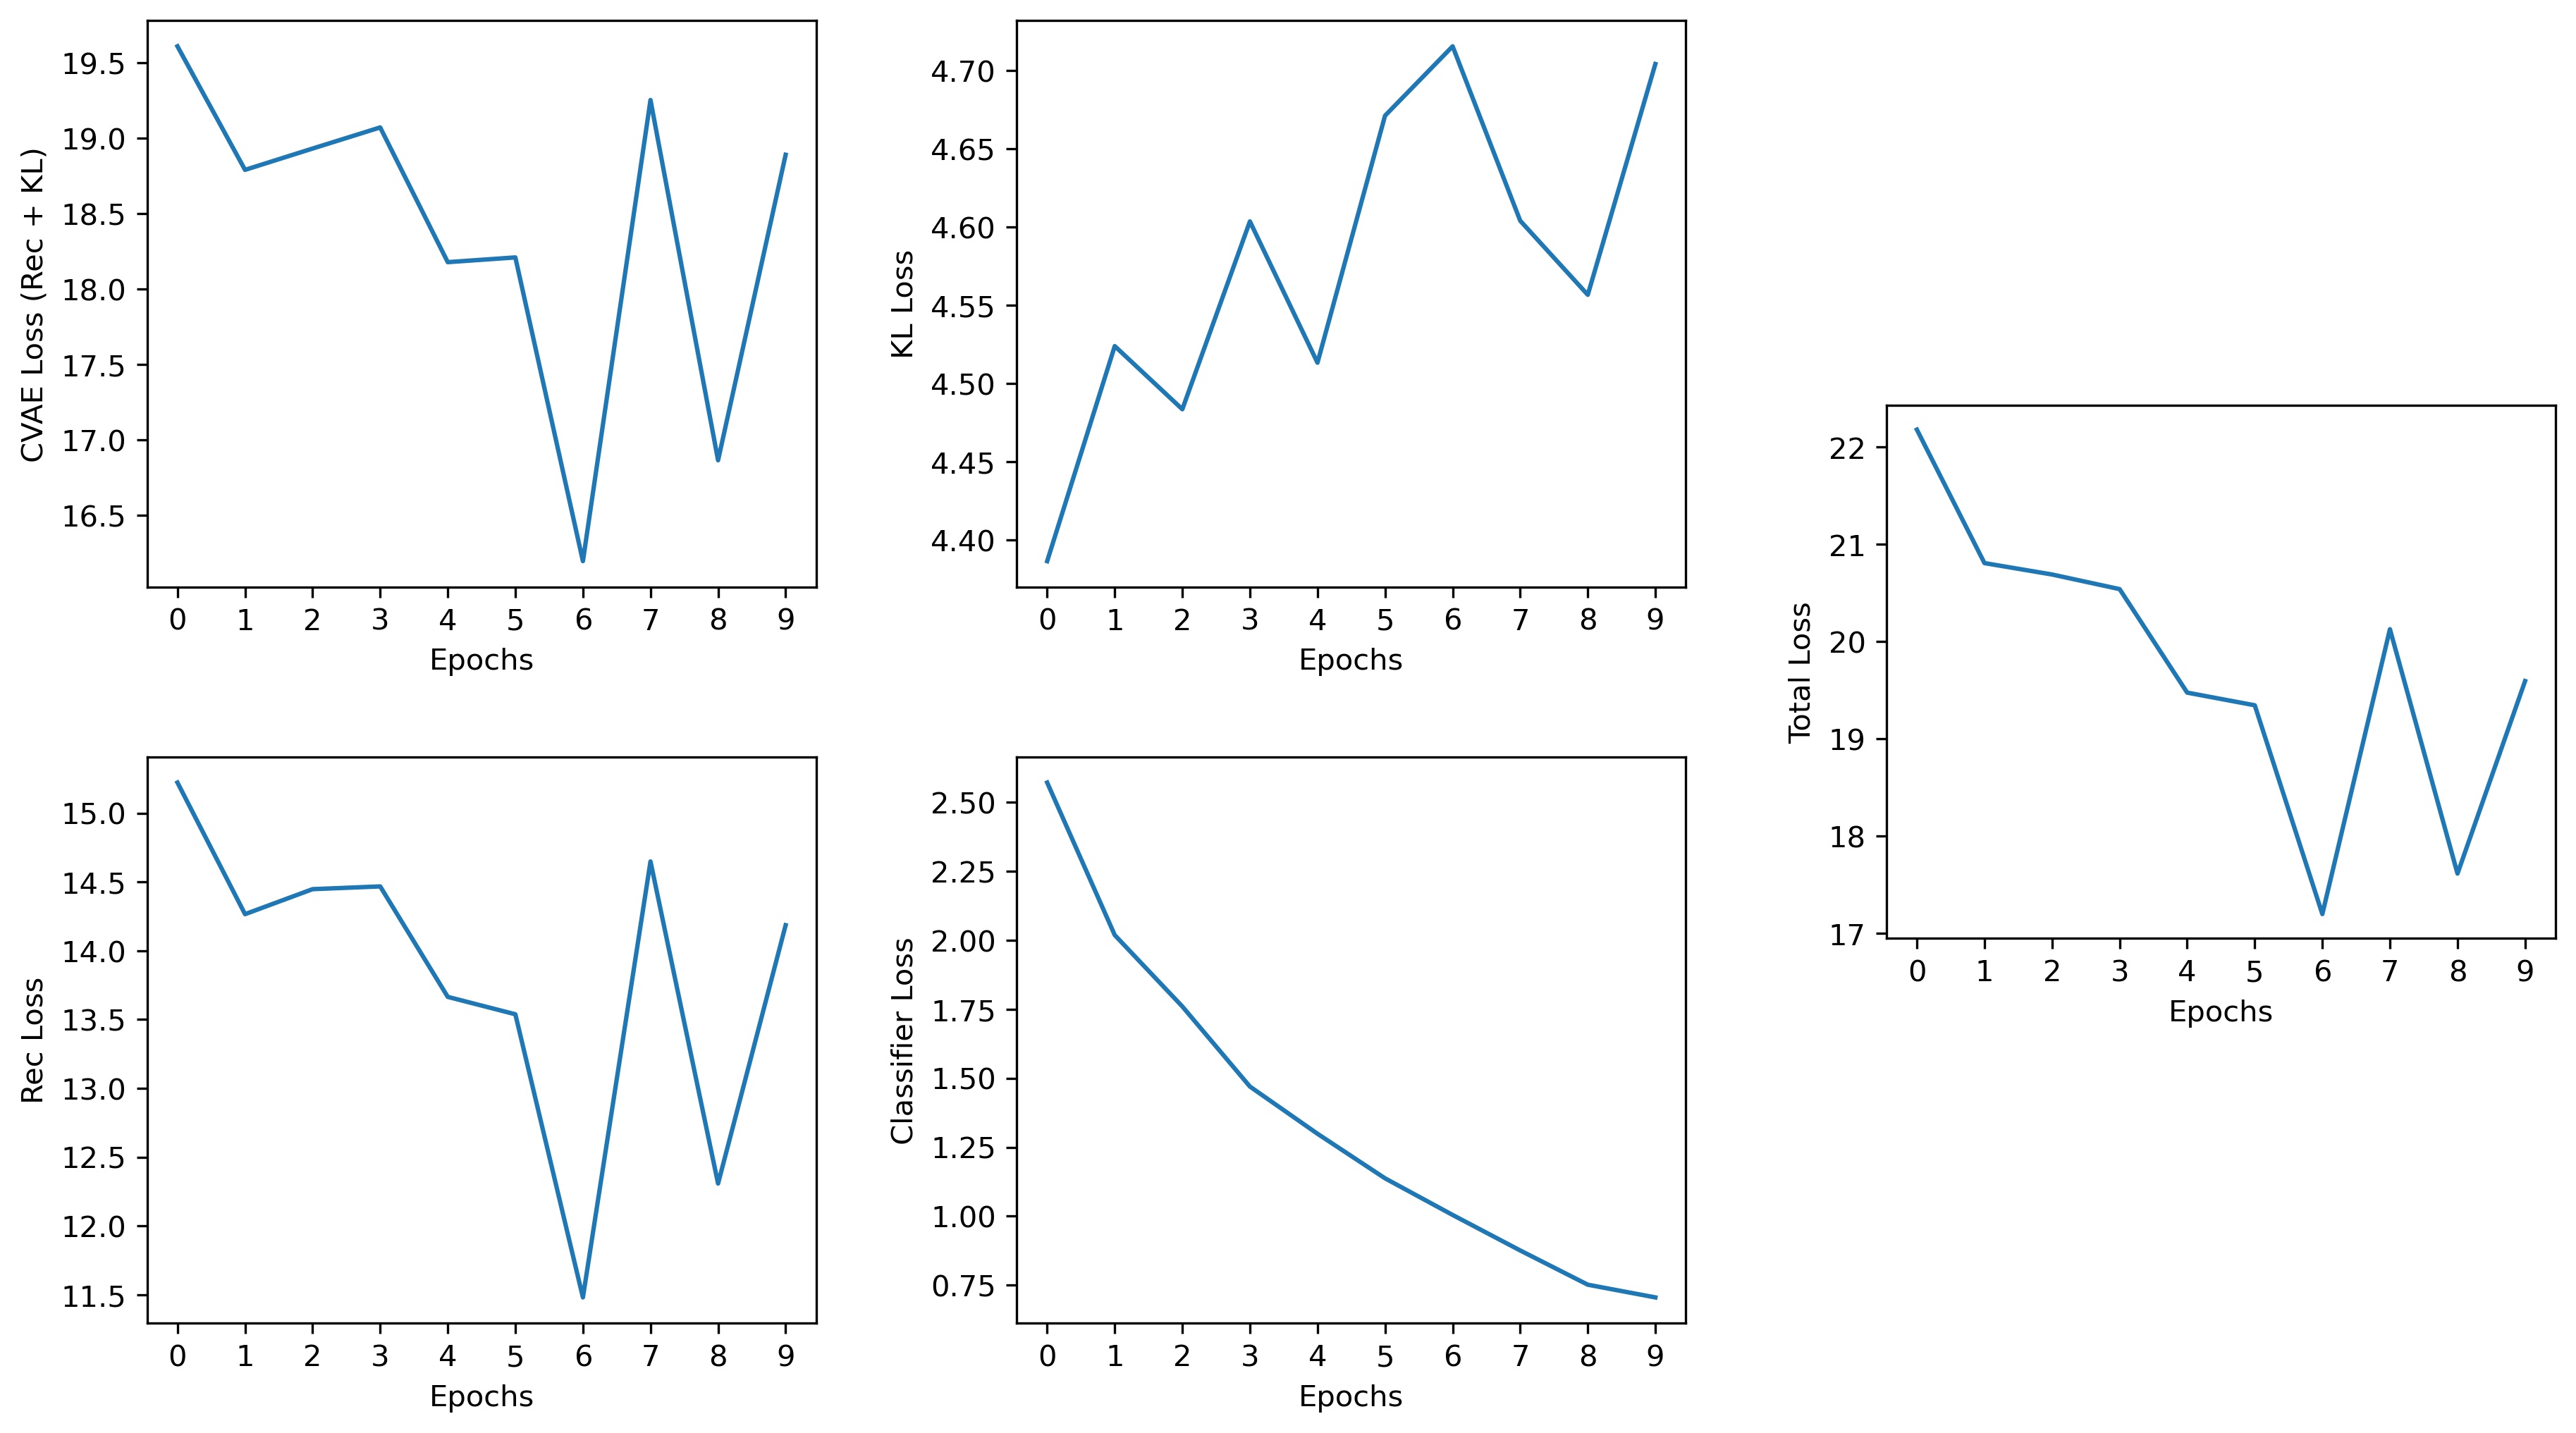 CVAE Loss (Rec + KL)
19.5
19.0
18.5
18.0
17.5
17.0
16.5
0 1 2 3 4 5 6 7 8 9
Epochs
KL Loss
4.70
4.65
4.60
4.55
4.50
4.45
4.40
0 1 2 3 4 5 6 7 8 9
Epochs
Total Loss
22
21
20
19
18
17
0 1 2 3 4 5 6 7 8 9
Epochs
Rec Loss
15.0
14.5
14.0
13.5
13.0
12.5
12.0
11.5
0 1 2 3 4 5 6 7 8 9
Epochs
Classifier Loss
2.50
2.25
2.00
1.75
1.50
1.25
1.00
0.75
0 1 2 3 4 5 6 7 8 9
Epochs